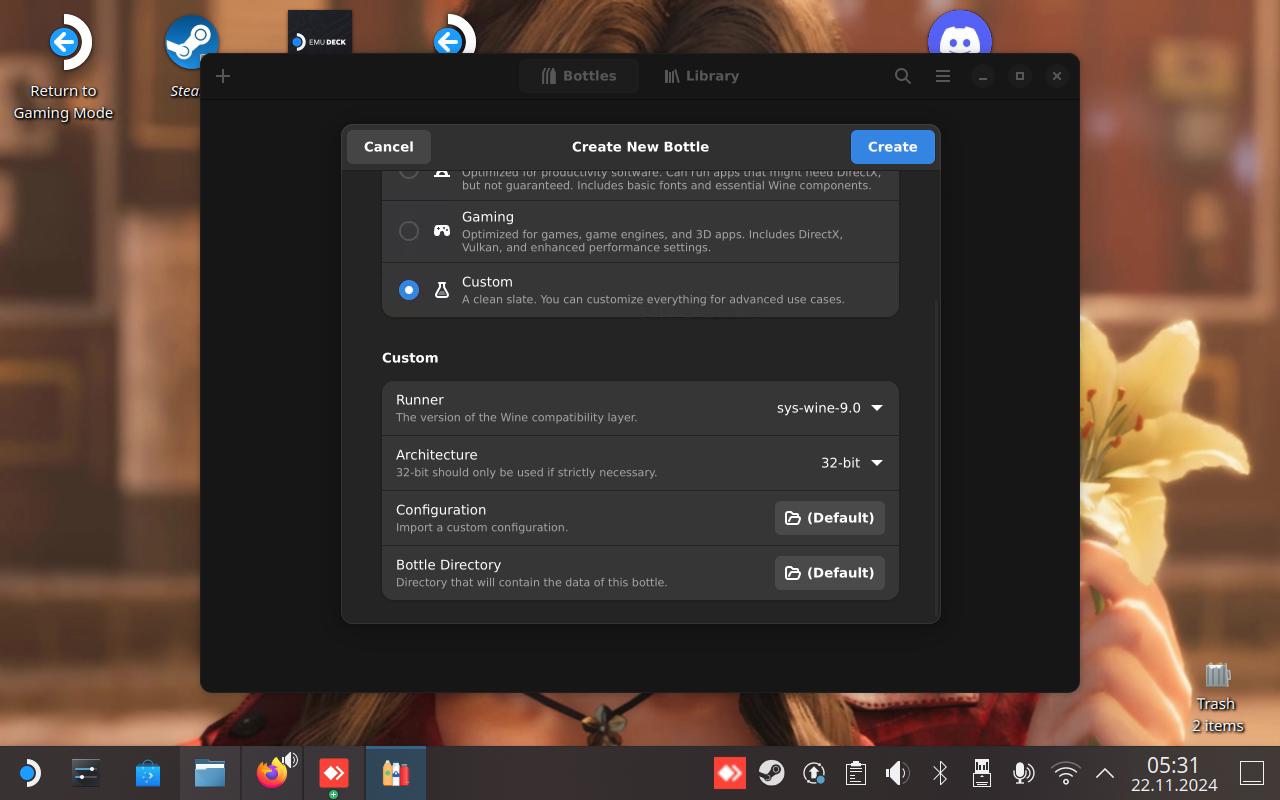 EMUDECK
Return to
Gaming Mode
Stea
Bottles
Library
Cancel
Create New Bottle
Create
Optimized for productivity software. Can run apps that might need DirectX,
but not guaranteed. Includes basic fonts and essential Wine components.
Gaming
Optimized for games, game engines, and 3D apps. Includes DirectX,
Vulkan, and enhanced performance settings.
Custom
A clean slate. You can customize everything for advanced use cases.
Custom
Runner
The version of the Wine compatibility layer.
sys-wine-9.0
Architecture
32-bit should only be used if strictly necessary.
32-bit
Configuration
Import a custom configuration.
(Default)
Bottle Directory
Directory that will contain the data of this bottle.
(Default)
Trash
2 items
05:31
22.11.2024